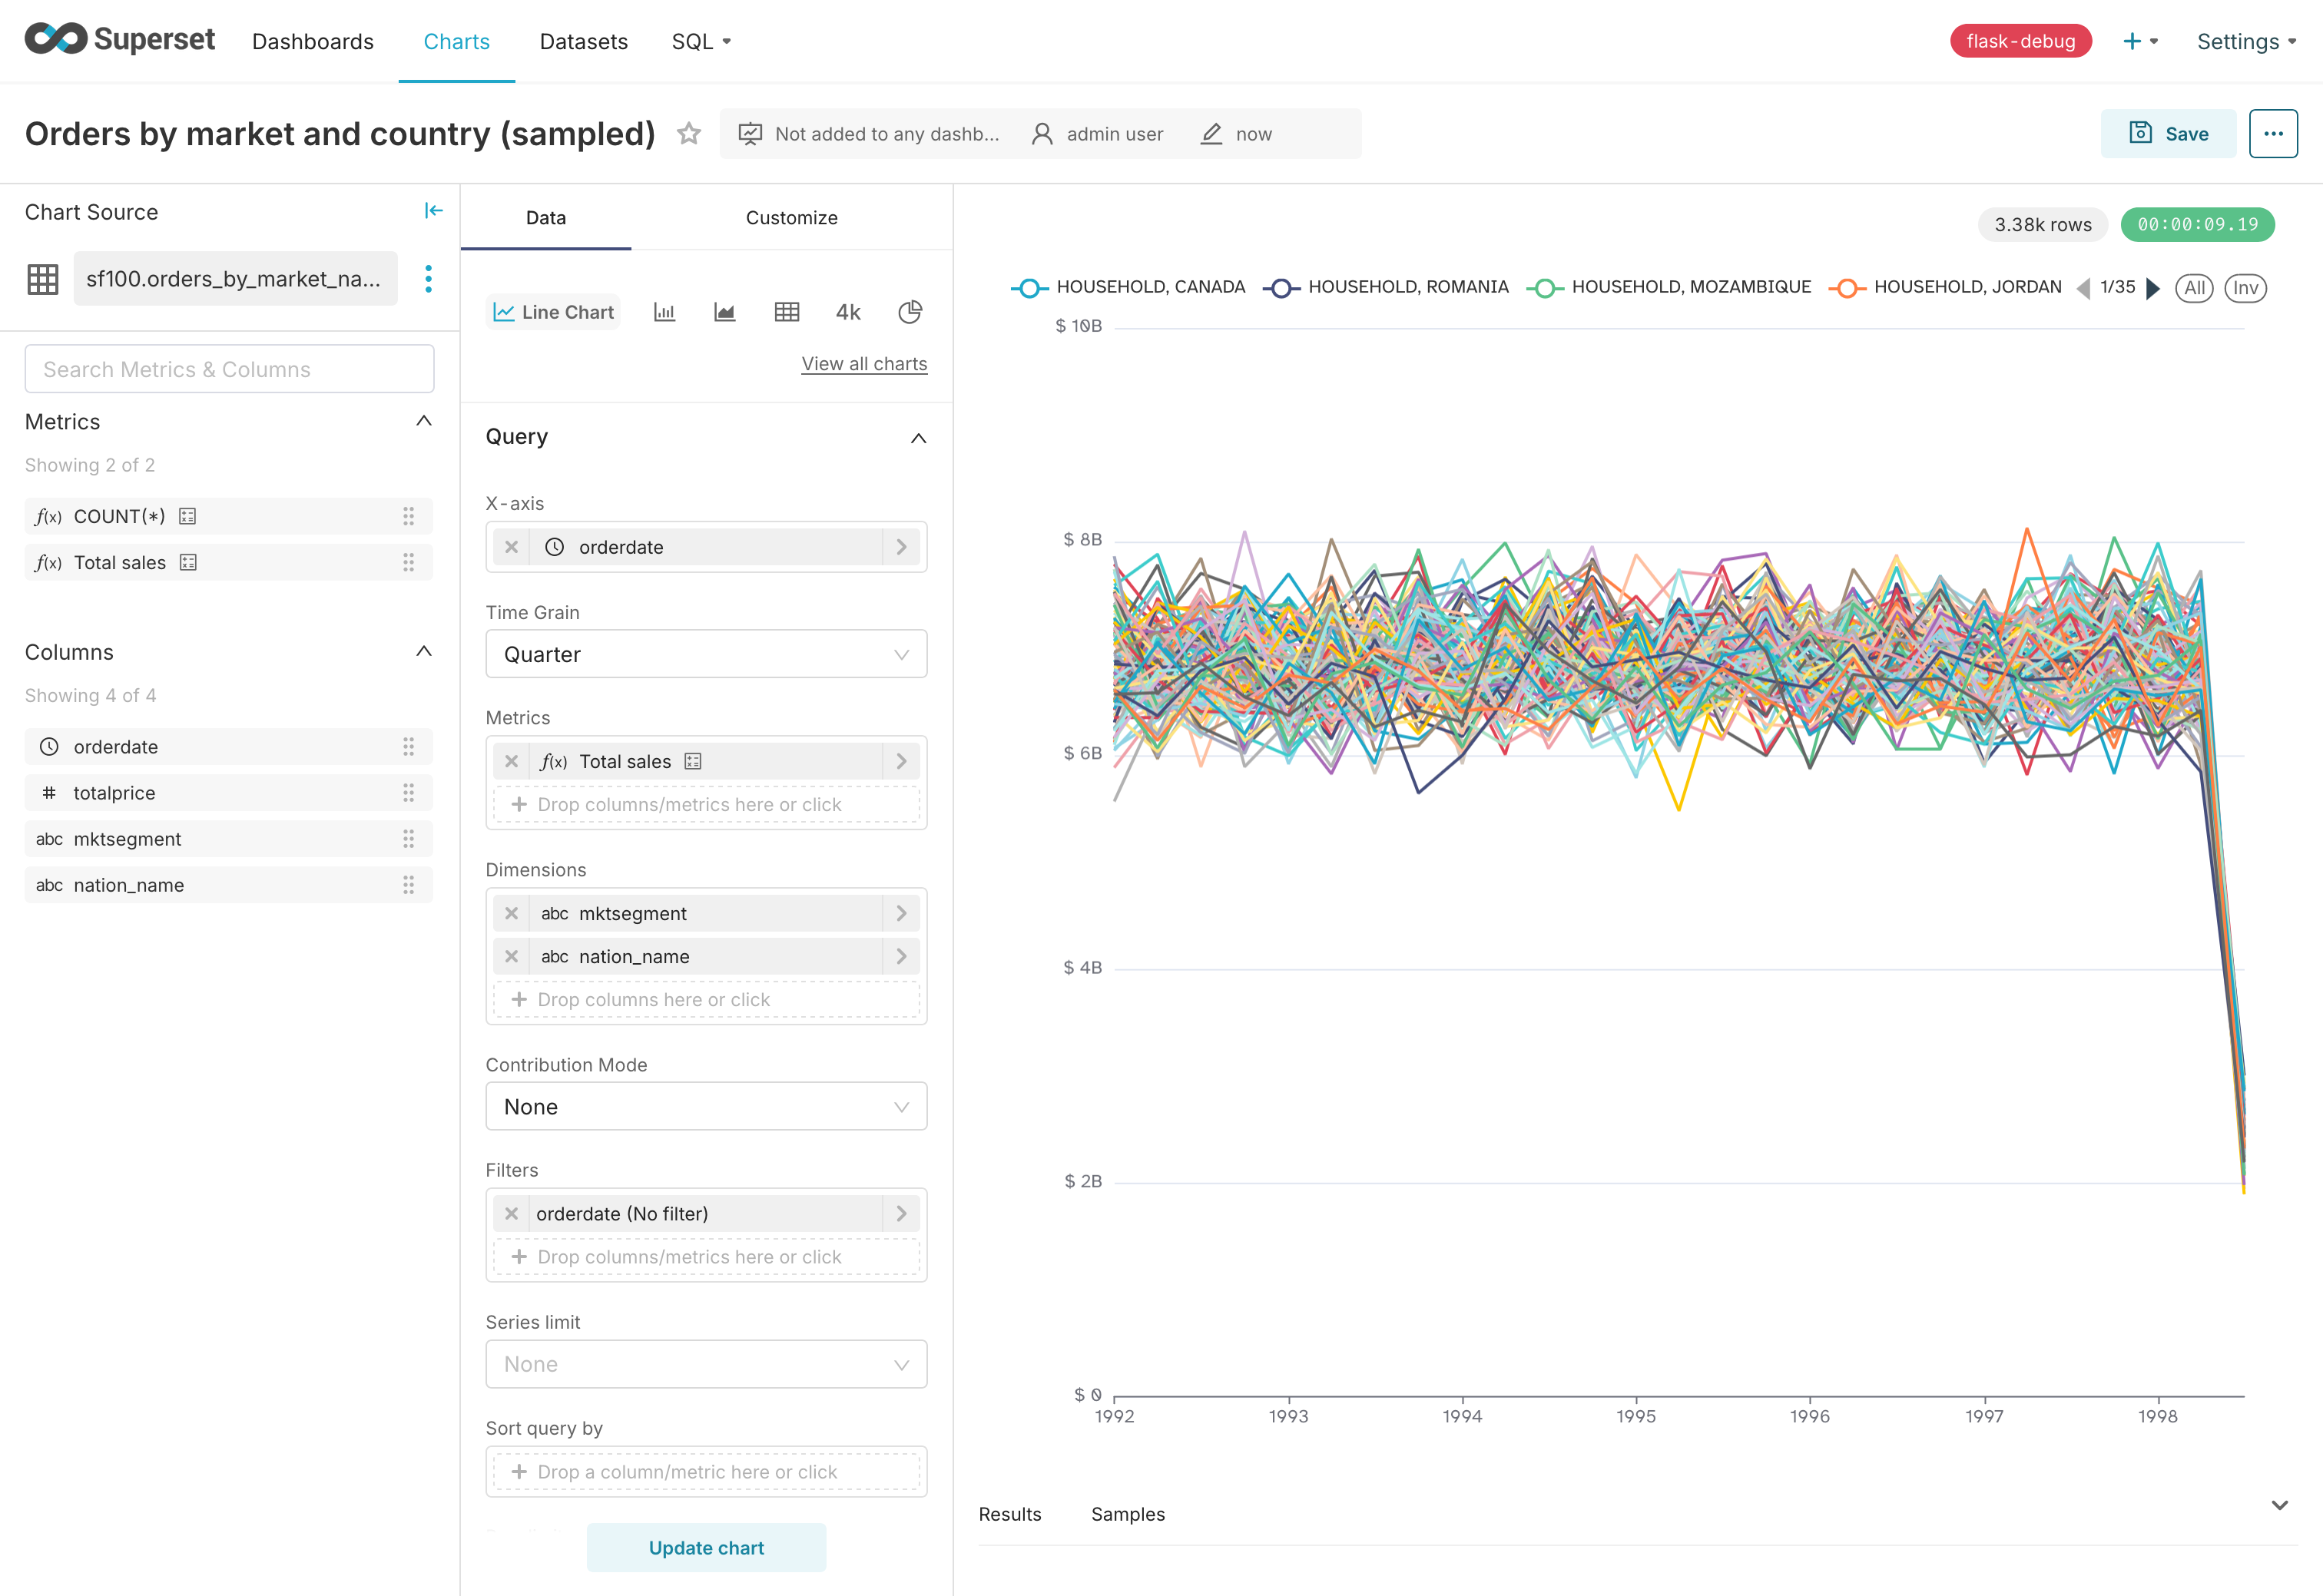 Superset
Dashboards
Charts
Datasets
SQL
flask-debug
Settings
Orders by market and country (sampled)
Not added to any dashb...
admin user
now
Save
Chart Source
sf100.orders_by_market_na...
Search Metrics & Columns
Metrics
Showing 2 of 2
f(x) COUNT(*)
f(x) Total sales
Columns
Showing 4 of 4
orderdate
# totalprice
abc mktsegment
abc nation_name
Data
Customize
Line Chart
4k
View all charts
Query
X-axis
orderdate
Time Grain
Quarter
Metrics
f(x) Total sales
Drop columns/metrics here or click
Dimensions
abc mktsegment
abc nation_name
Drop columns here or click
Contribution Mode
None
Filters
orderdate (No filter)
Drop columns/metrics here or click
Series limit
None
Sort query by
Drop a column/metric here or click
Update chart
3.38k rows
00:00:09.19
HOUSEHOLD, CANADA
HOUSEHOLD, ROMANIA
HOUSEHOLD, MOZAMBIQUE
HOUSEHOLD, JORDAN
1/35
All
Inv
$ 10B
$ 8B
$ 6B
$ 4B
$ 2B
$ 0
1992
1993
1994
1995
1996
1997
1998
Results
Samples